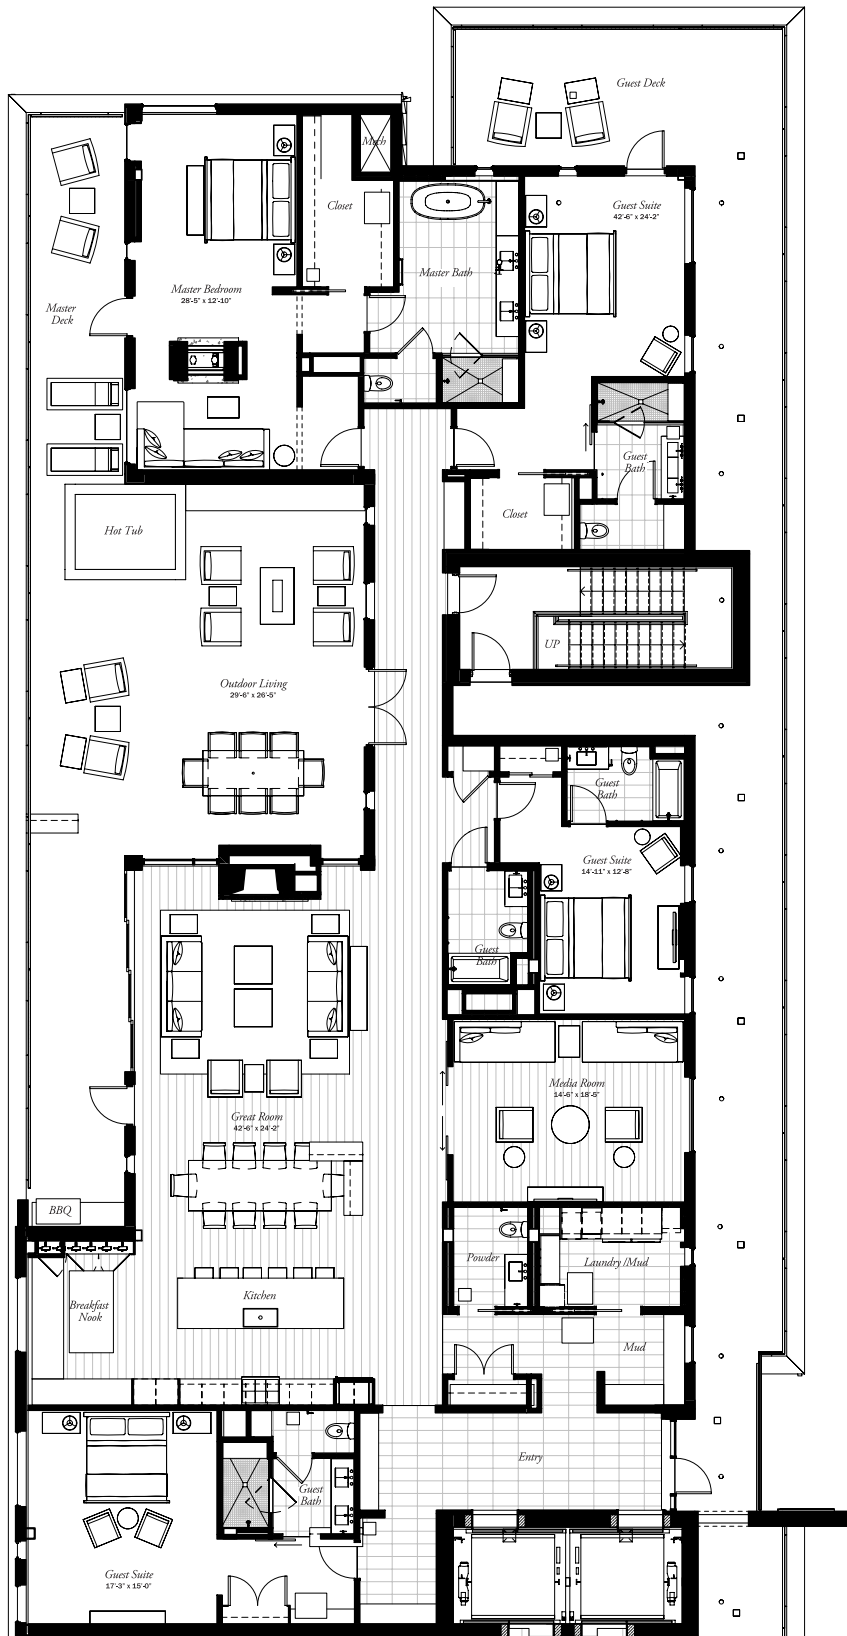 Guest Deck
Mech
Closet
Guest Suite
42'-6" x 24'-2"
Master Bath
Master Bedroom
28'-5" x 12'-10"
Master
Deck
Guest
Bath
Closet
Hot Tub
UP
Outdoor Living
29'-6" x 26'-5"
Guest
Bath
Guest Suite
14'-11" x 12'-8"
Guest
Bath
Media Room
14'-6" x 18'-5"
Great Room
42'-6" x 24'-2"
BBQ
Powder
Laundry /Mud
Kitchen
Breakfast
Nook
Mud
Entry
Guest
Bath
Guest Suite
17'-3" x 15'-0"